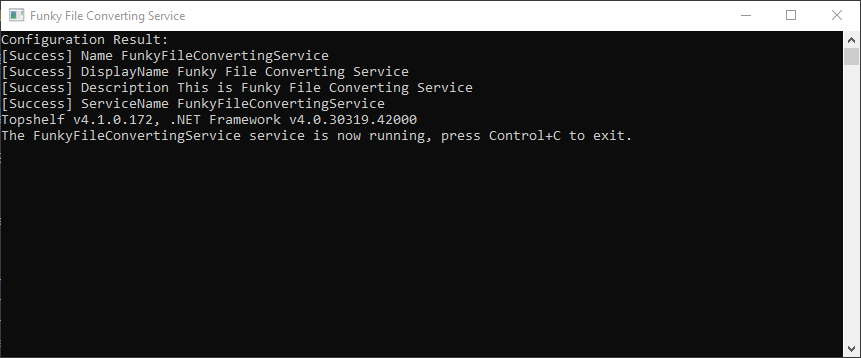 Funky File Converting Service
Configuration Result:
[Success] Name FunkyFileConvertingService
[Success] DisplayName Funky File Converting Service
[Success] Description This is Funky File Converting Service
[Success] ServiceName FunkyFileConvertingService
Topshelf v4.1.0.172, .NET Framework v4.0.30319.42000
The FunkyFileConvertingService service is now running, press Control+C to exit.